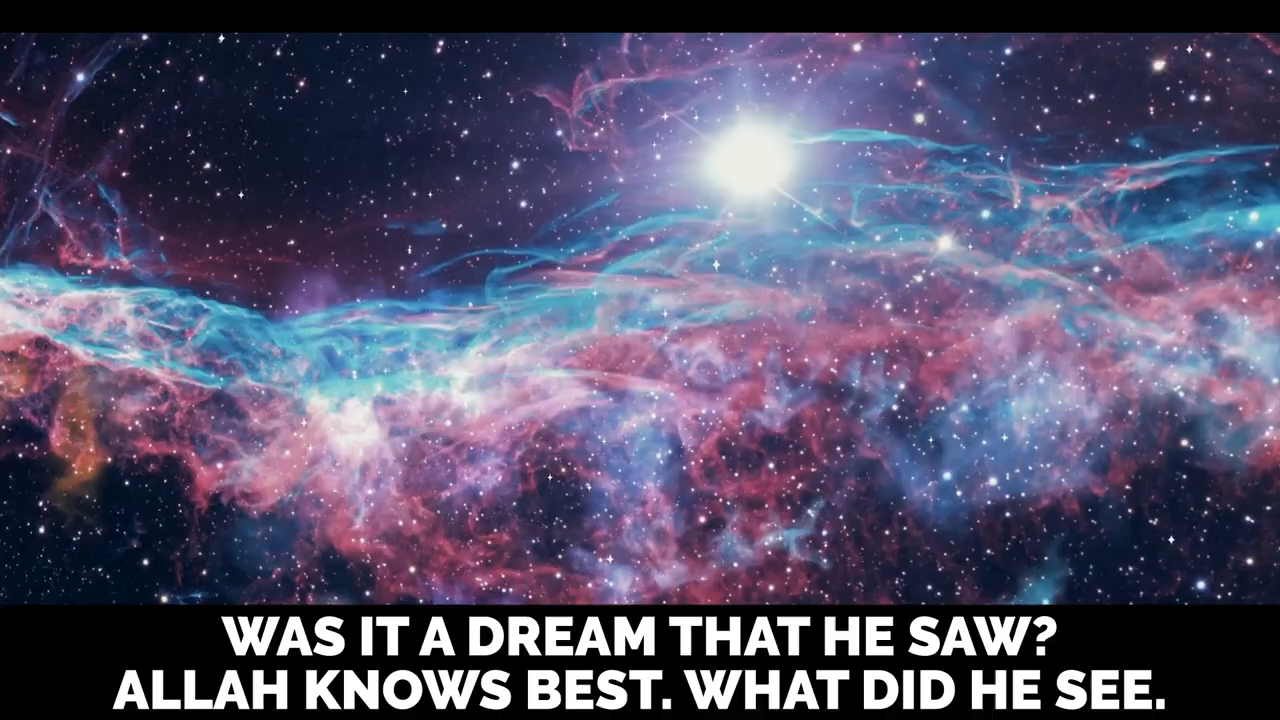 WAS IT A DREAM THAT HE SAW?
ALLAH KNOWS BEST. WHAT DID HE SEE.